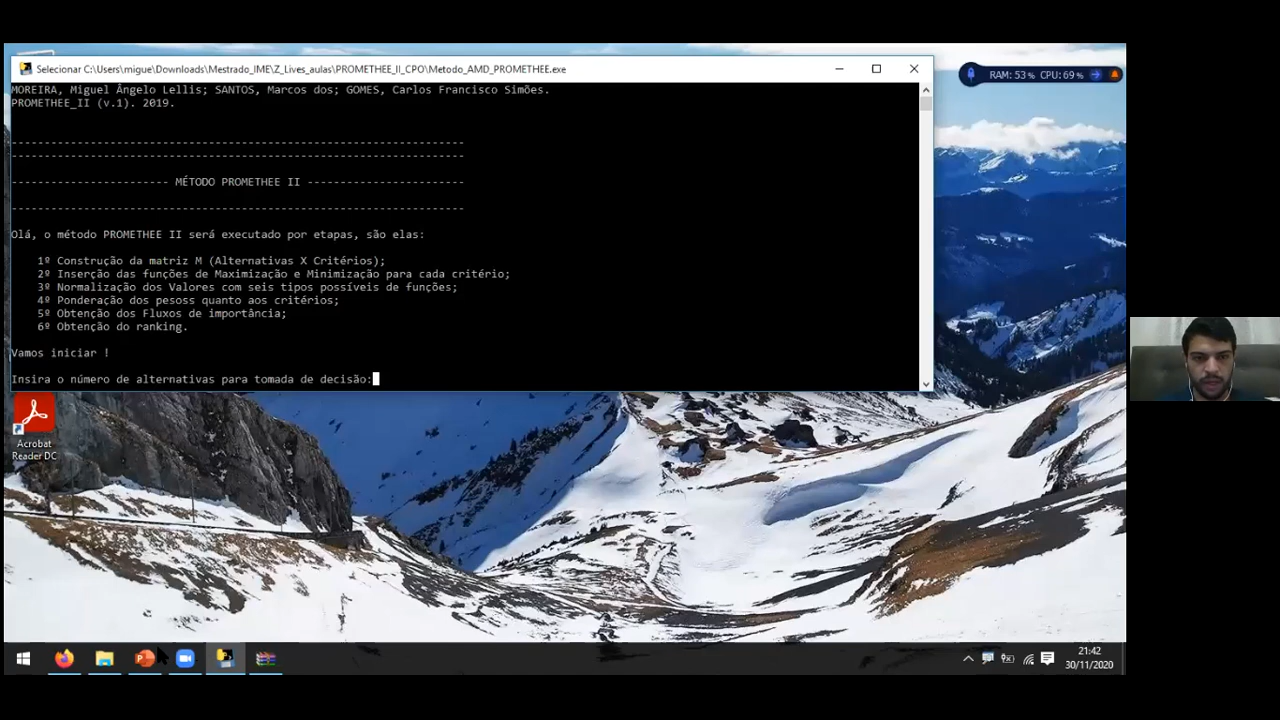 Selecionar C:\Users\migue\Downloads\Mestrado_IME\Z_Lives_aulas\PROMETHEE_II_CPO\Metodo_AMD_PROMETHEE.exe
RAM: 53 % CPU: 69 %
MOREIRA, Miguel Ângelo Lellis; SANTOS, Marcos dos; GOMES, Carlos Francisco Simões.
PROMETHEE_II (v.1). 2019.
----------------------------------------------------------------------
----------------------------------------------------------------------
------------------------ MÉTODO PROMETHEE II ------------------------
----------------------------------------------------------------------
Olá, o método PROMETHEE II será executado por etapas, são elas:
1º Construção da matriz M (Alternativas X Critérios);
2º Inserção das funções de Maximização e Minimização para cada critério;
3º Normalização dos Valores com seis tipos possíveis de funções;
4º Ponderação dos pesoss quanto aos critérios;
5º Obtenção dos Fluxos de importância;
6º Obtenção do ranking.
Vamos iniciar !
Insira o número de alternativas para tomada de decisão:
Acrobat
Reader DC
21:42
30/11/2020